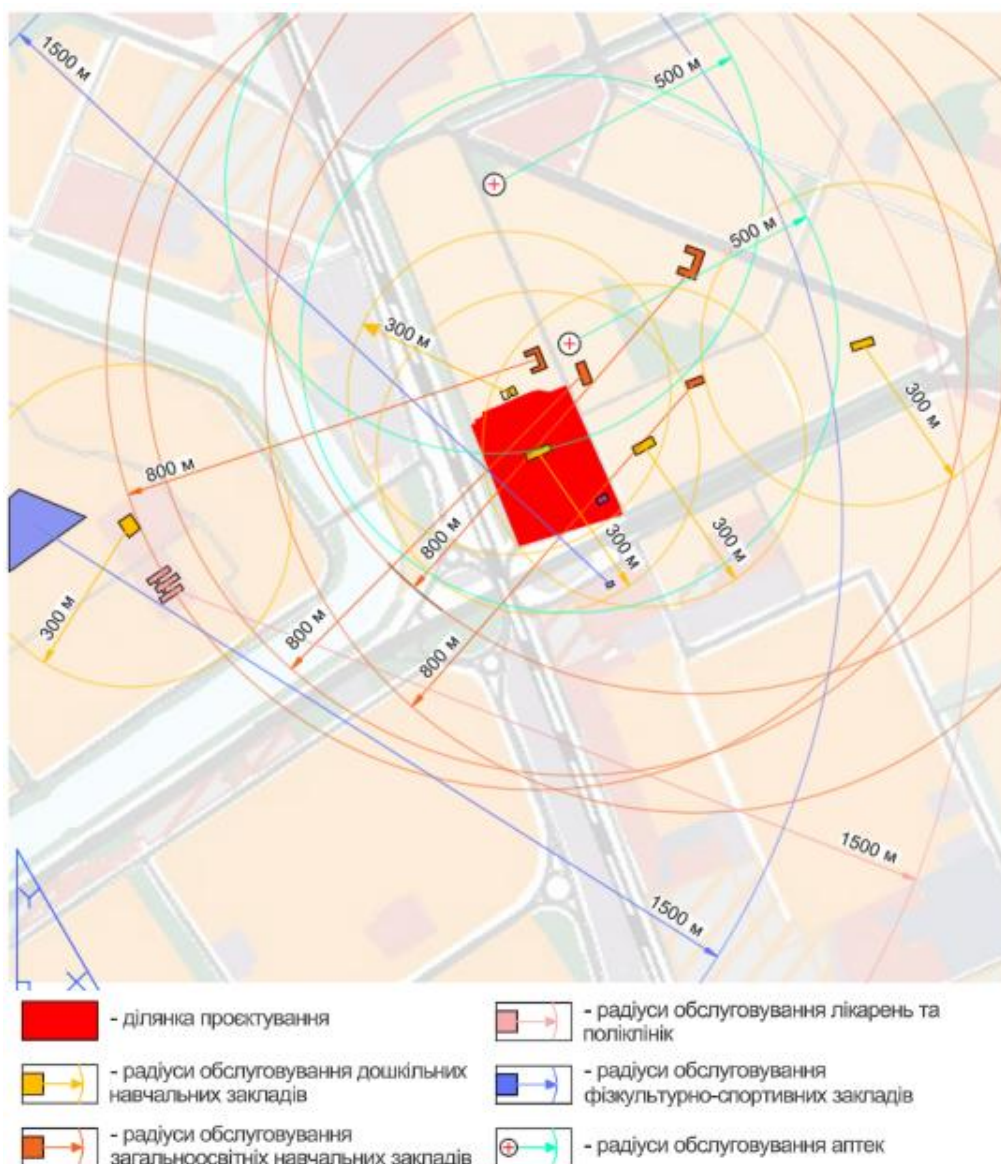 1500 м
500 м
500 м
300 м
300 м
800 м
800 м
300 м
300 м
300 м
800 м
800 м
1500 м
1500 м
Y
X
- ділянка проєктування
- радіуси обслуговування дошкільних
навчальних закладів
- радіуси обслуговування
загальноосвітніх навчальних закладів
- радіуси обслуговування лікарень та
поліклінік
- радіуси обслуговування
фізкультурно-спортивних закладів
- радіуси обслуговування аптек